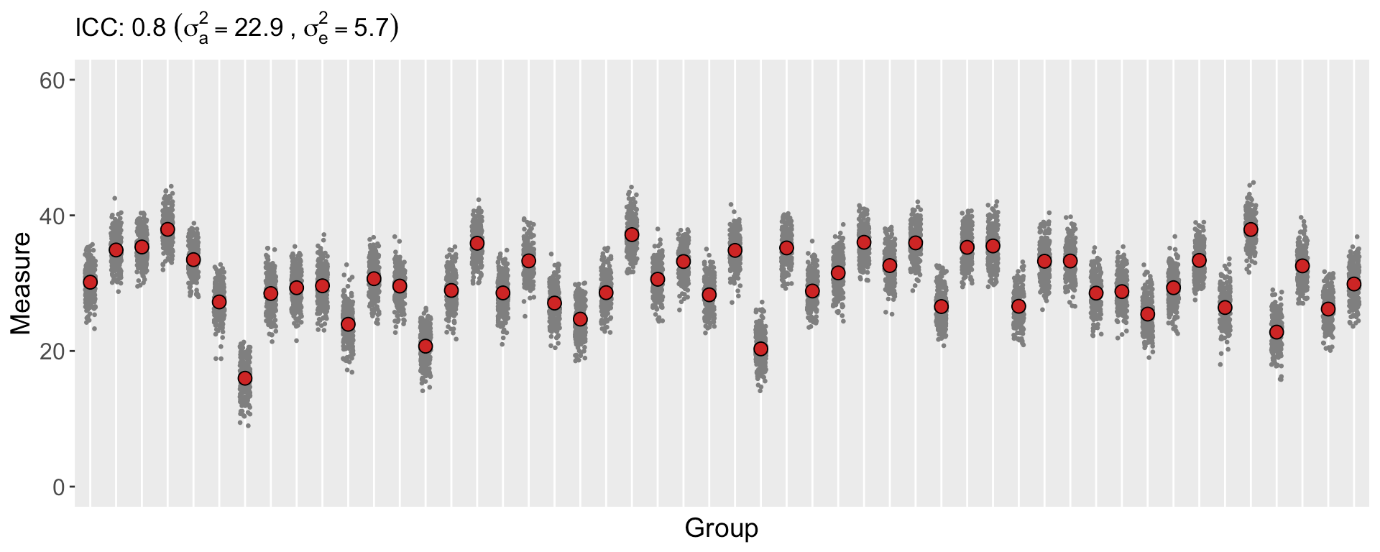 ICC: 0.8 (σ²ₐ = 22.9 , σ²ₑ = 5.7)
60
40
20
0
Measure
Group